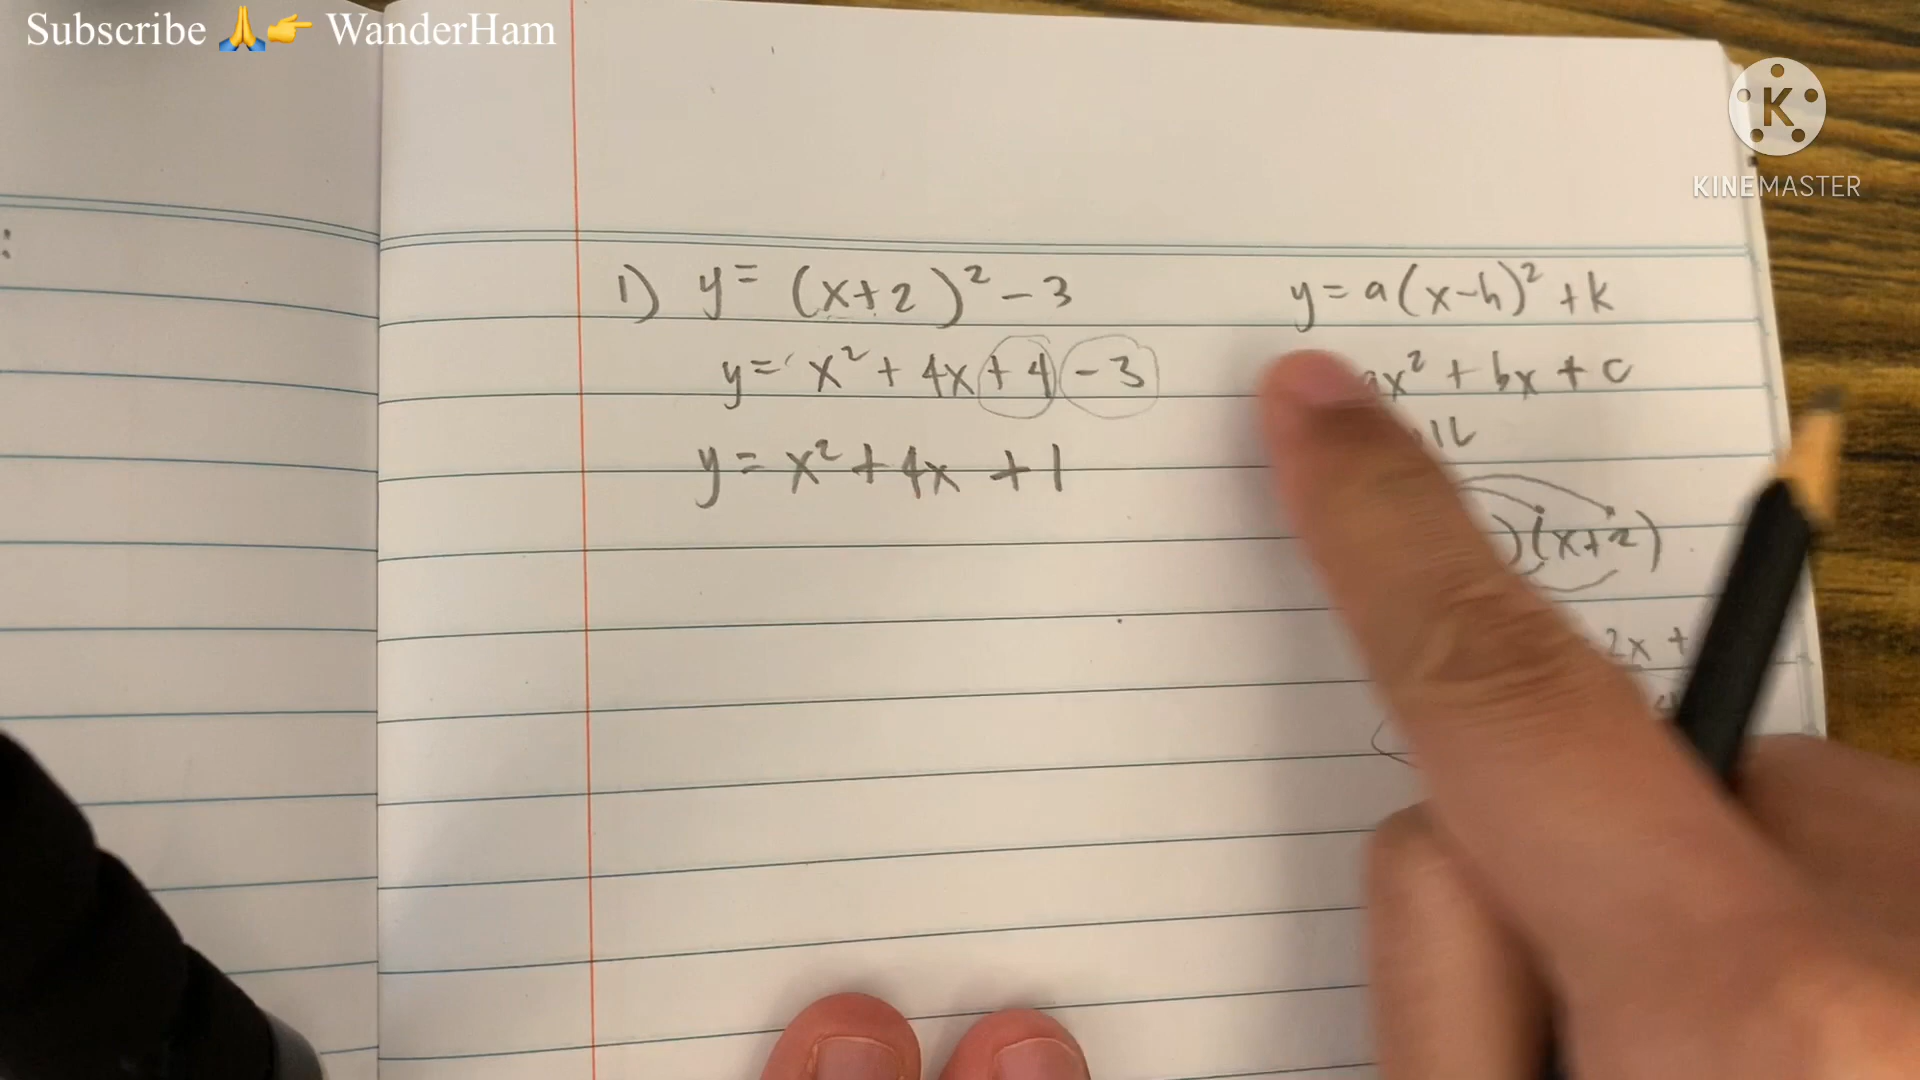 Subscribe 🙏👉 WanderHam
KINEMASTER
:
1) y = (x+2)² - 3
y = x² + 4x + 4 - 3
y = x² + 4x + 1
y = a(x-h)² + k
ax² + bx + c
)(x+2)
2x +